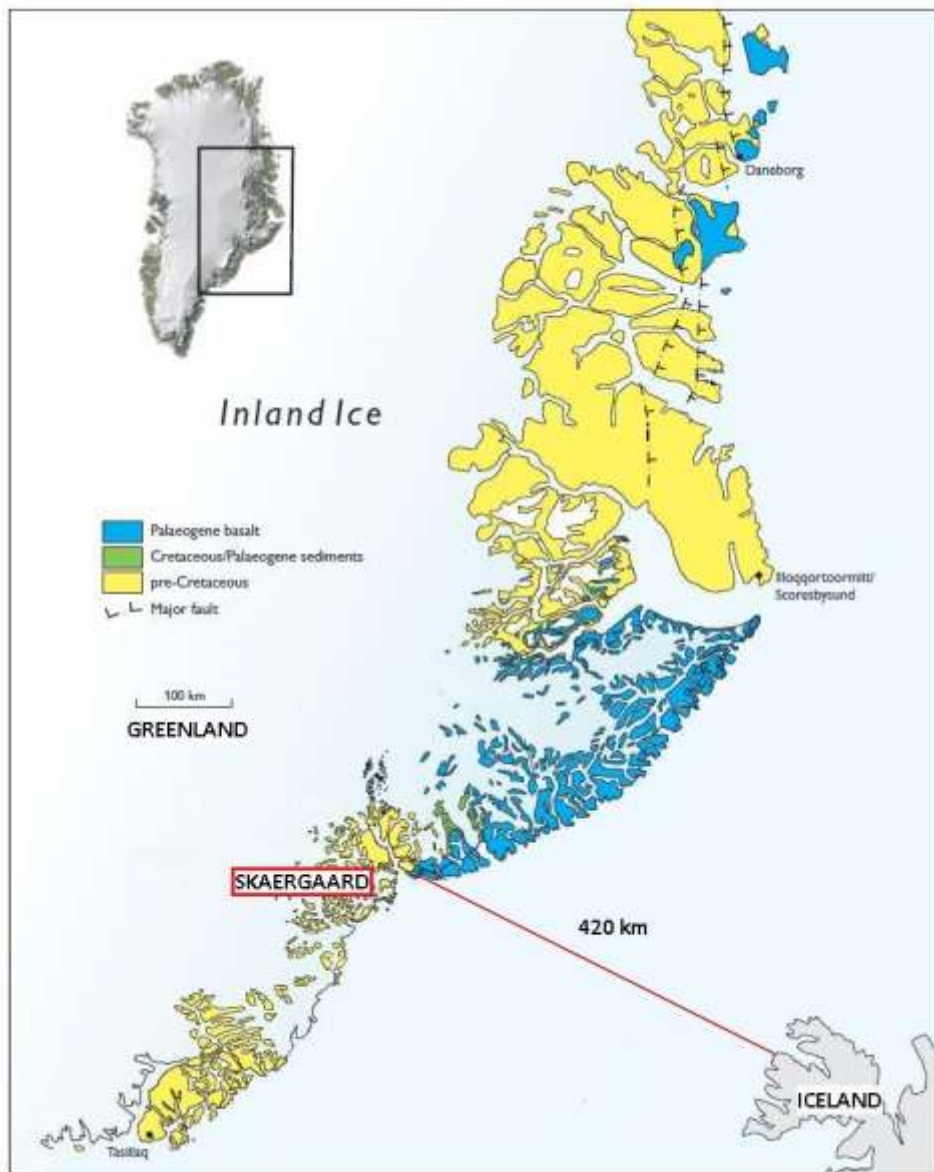 Daneborg
Inland Ice
Palaeogene basalt
Cretaceous/Palaeogene sediments
pre-Cretaceous
Major fault
Illoqqortoormiit/
Scoresbysund
100 km
GREENLAND
SKAERGAARD
420 km
ICELAND
Tasiilaq